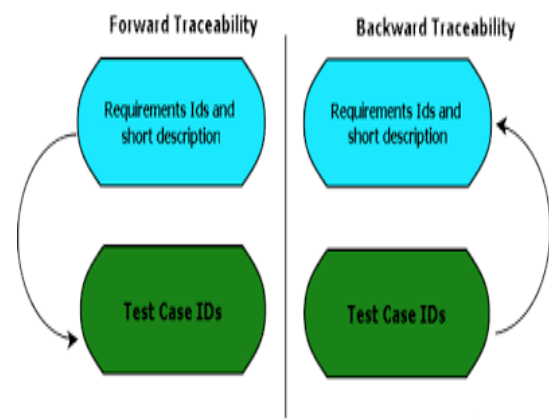 Forward Traceability
Requirements Ids and
short description
Test Case IDs
Backward Traceability
Requirements Ids and
short description
Test Case IDs